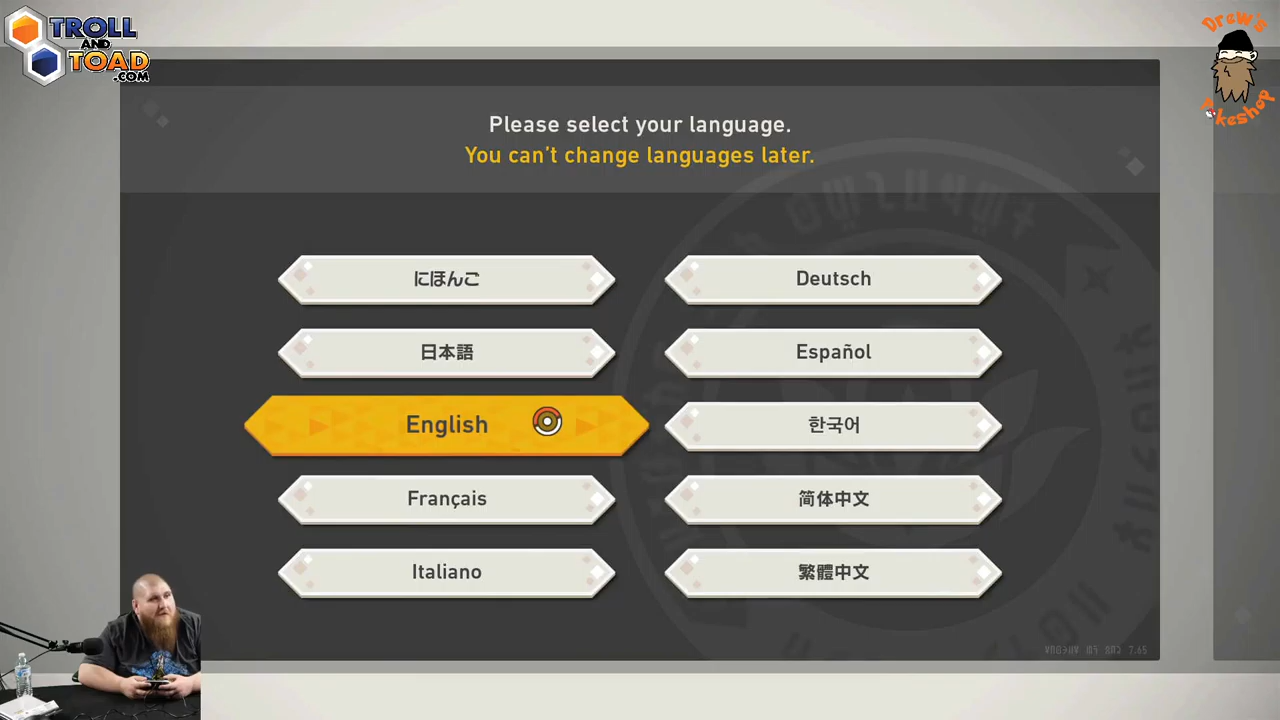 TROLL
AND
TOAD
.COM
Drew's
Pokeshop
Please select your language.
You can't change languages later.
にほんご
日本語
English
Français
Italiano
Deutsch
Español
한국어
简体中文
繁體中文
7.65